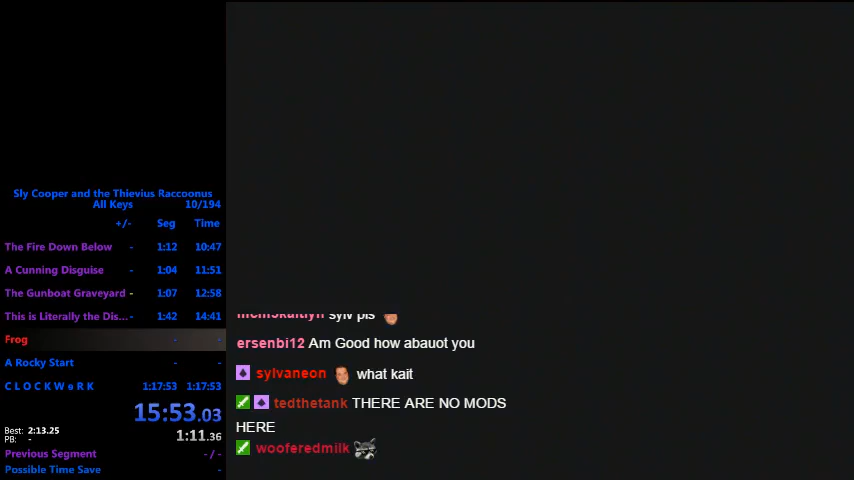 Sly Cooper and the Thievius Raccoonus
All Keys 10/194
+/- Seg Time
The Fire Down Below - 1:12 10:47
A Cunning Disguise - 1:04 11:51
The Gunboat Graveyard - 1:07 12:58
This is Literally the Dis... - 1:42 14:41
Frog - -
A Rocky Start - -
C L O C K W e R K 1:17:53 1:17:53
15:53.03
Best: 2:13.25
PB: -
1:11.36
Previous Segment - / -
Possible Time Save -
sylv pls
ersenbi12 Am Good how abauot you
sylvaneon what kait
tedthetank THERE ARE NO MODS
HERE
wooferedmilk